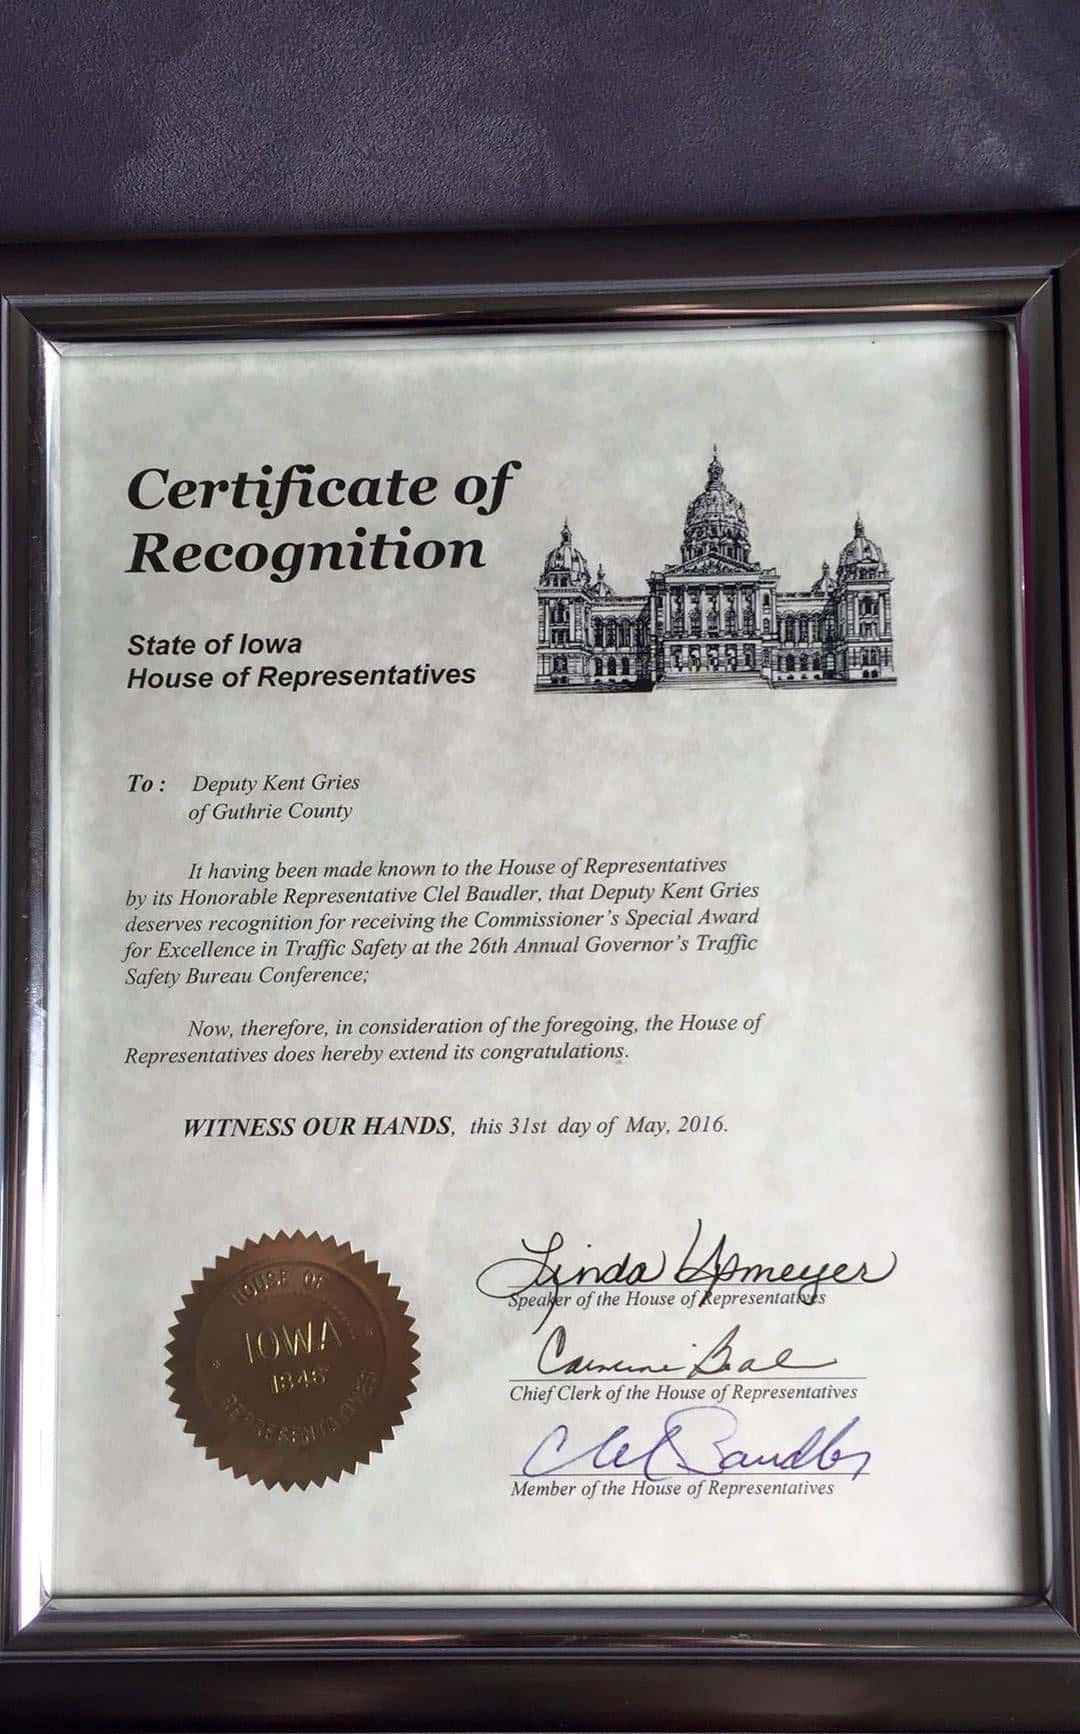 Certificate of
Recognition
State of Iowa
House of Representatives
To : Deputy Kent Gries
of Guthrie County
It having been made known to the House of Representatives
by its Honorable Representative Clel Baudler, that Deputy Kent Gries
deserves recognition for receiving the Commissioner's Special Award
for Excellence in Traffic Safety at the 26th Annual Governor's Traffic
Safety Bureau Conference;
Now, therefore, in consideration of the foregoing, the House of
Representatives does hereby extend its congratulations.
WITNESS OUR HANDS, this 31st day of May, 2016.
HOUSE OF
IOWA
1846
REPRESENTATIVES
Linda Upmeyer
Speaker of the House of Representatives
Chief Clerk of the House of Representatives
Clel Baudler
Member of the House of Representatives